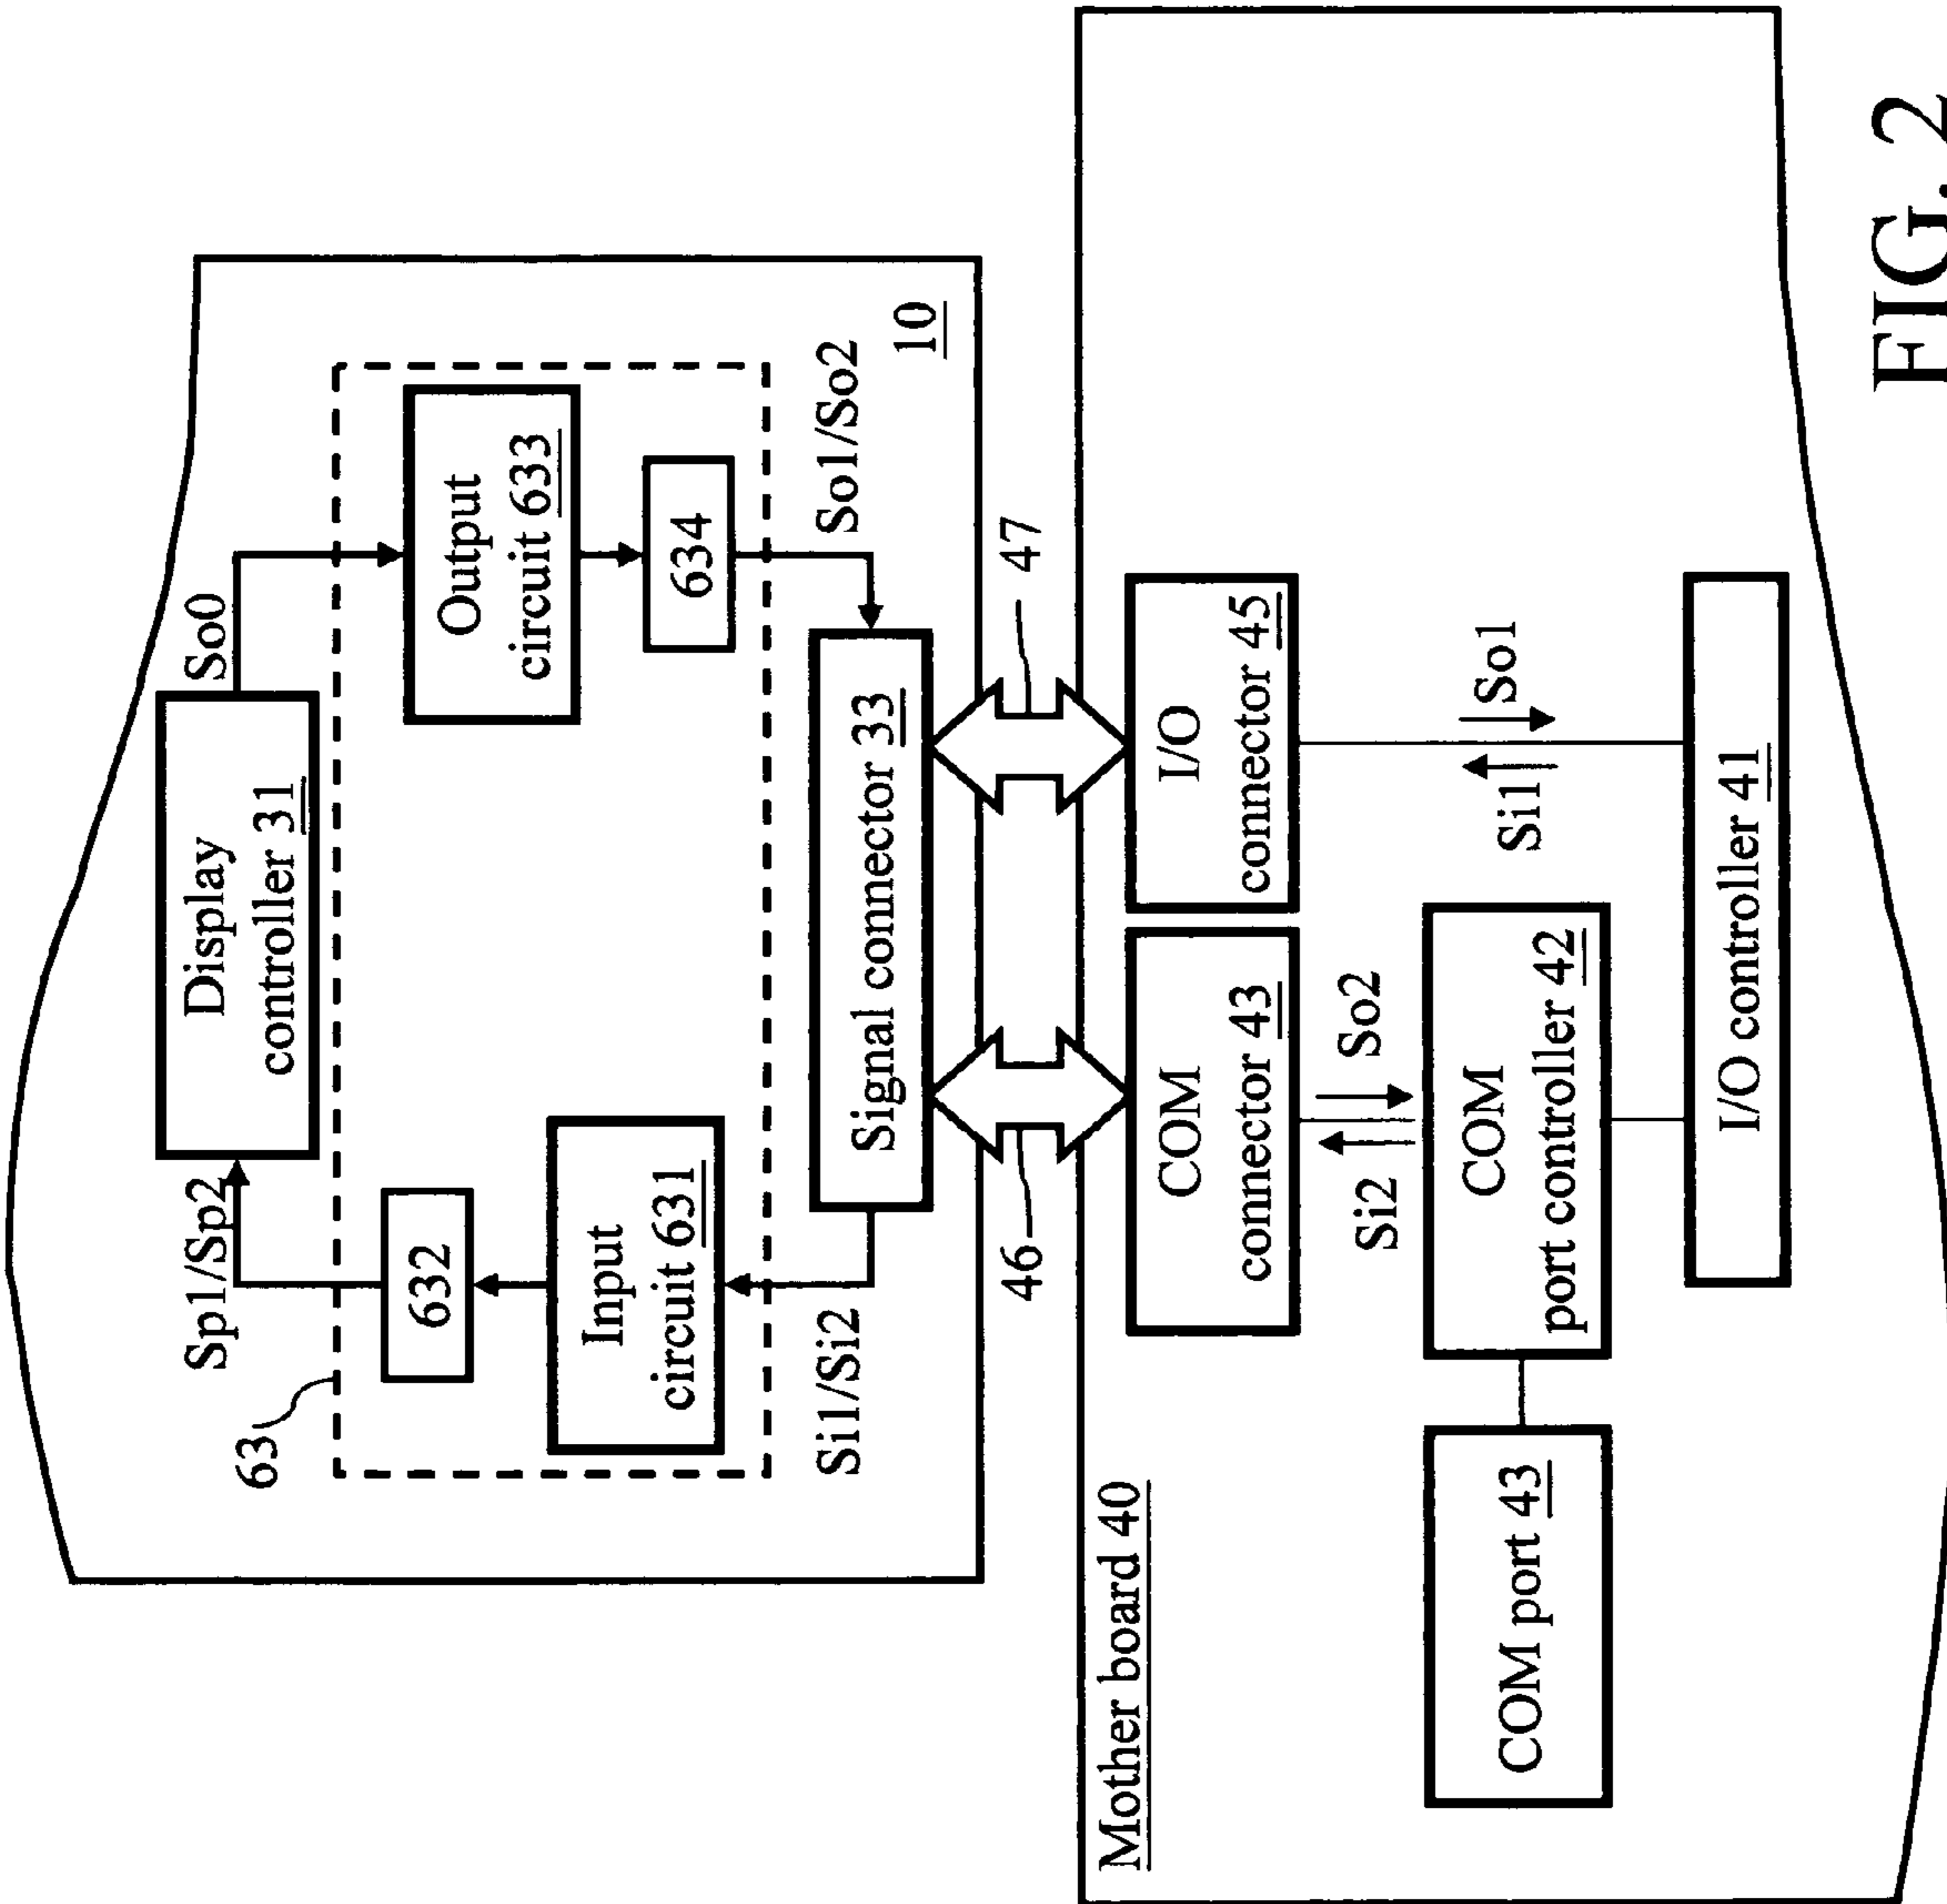 Display
controller 31
So0
Sp1/Sp2
63
632
Input
circuit 631
Output
circuit 633
634
Si1/Si2
So1/So2
Signal connector 33
10
46
47
Mother board 40
COM
connector 43
I/O
connector 45
Si2
So2
Si1
So1
COM port 43
COM
port controller 42
I/O controller 41
FIG. 2